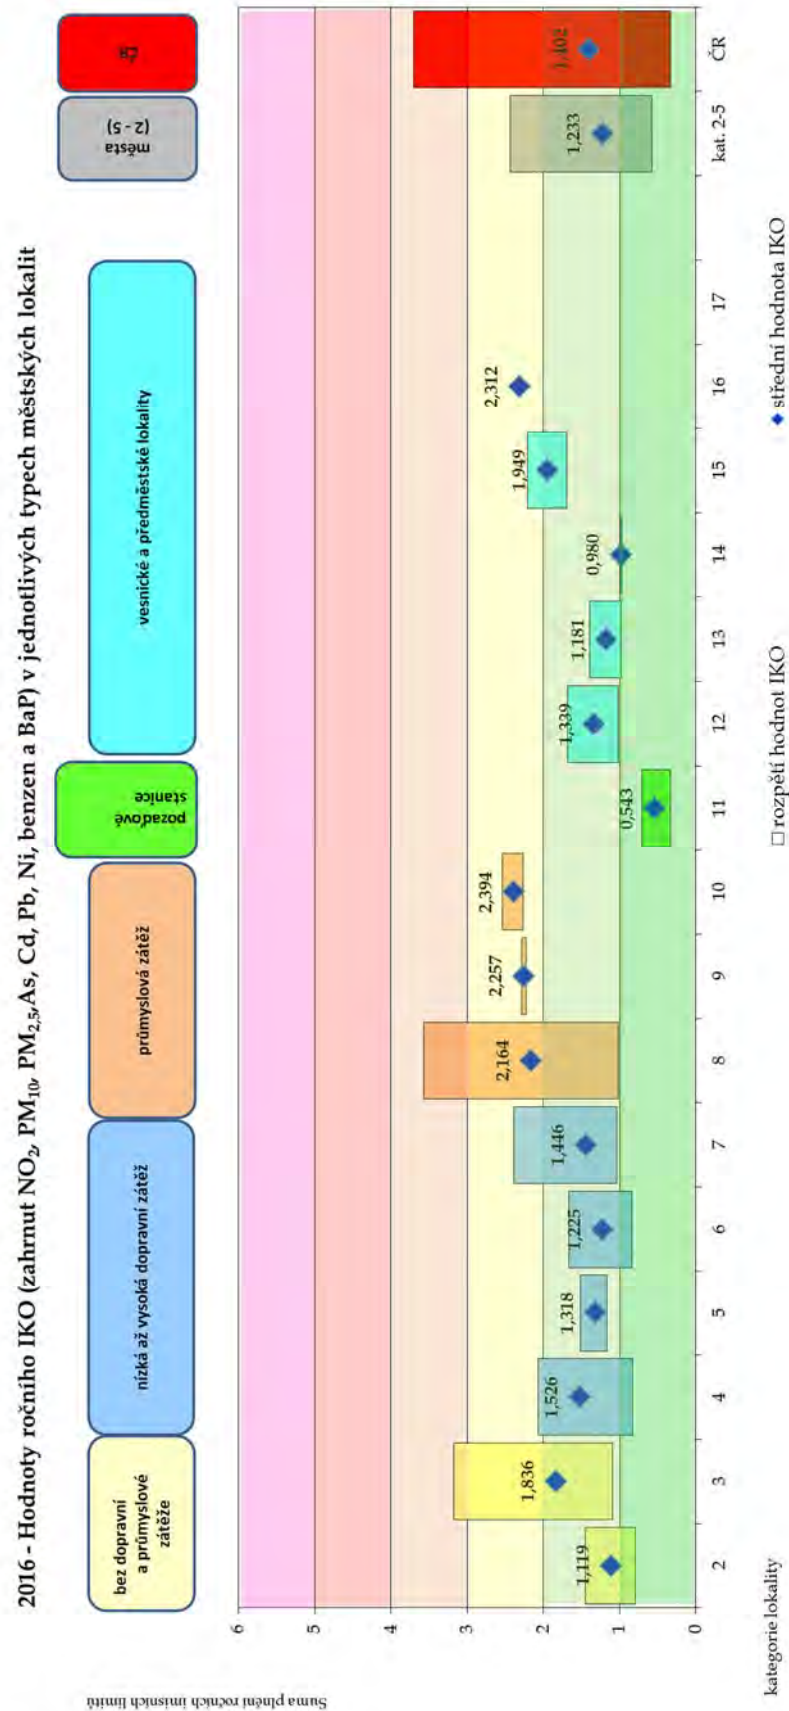 2016 - Hodnoty ročního IKO (zahrnut NO2, PM10, PM2,5, As, Cd, Pb, Ni, benzen a BaP) v jednotlivých typech městských lokalit
bez dopravní
a průmyslové
zátěže
nízká až vysoká dopravní zátěž
průmyslová zátěž
pozaďové
stanice
vesnické a předměstské lokality
města
(2 - 5)
ČR
Suma plnění ročních imisních limitů
6
5
4
3
2
1
0
1,119
1,836
1,526
1,318
1,225
1,446
2,164
2,257
2,394
0,543
1,339
1,181
0,980
1,949
2,312
1,233
1,402
2
3
4
5
6
7
8
9
10
11
12
13
14
15
16
17
kat. 2-5
ČR
kategorie lokality
rozpětí hodnot IKO
střední hodnota IKO